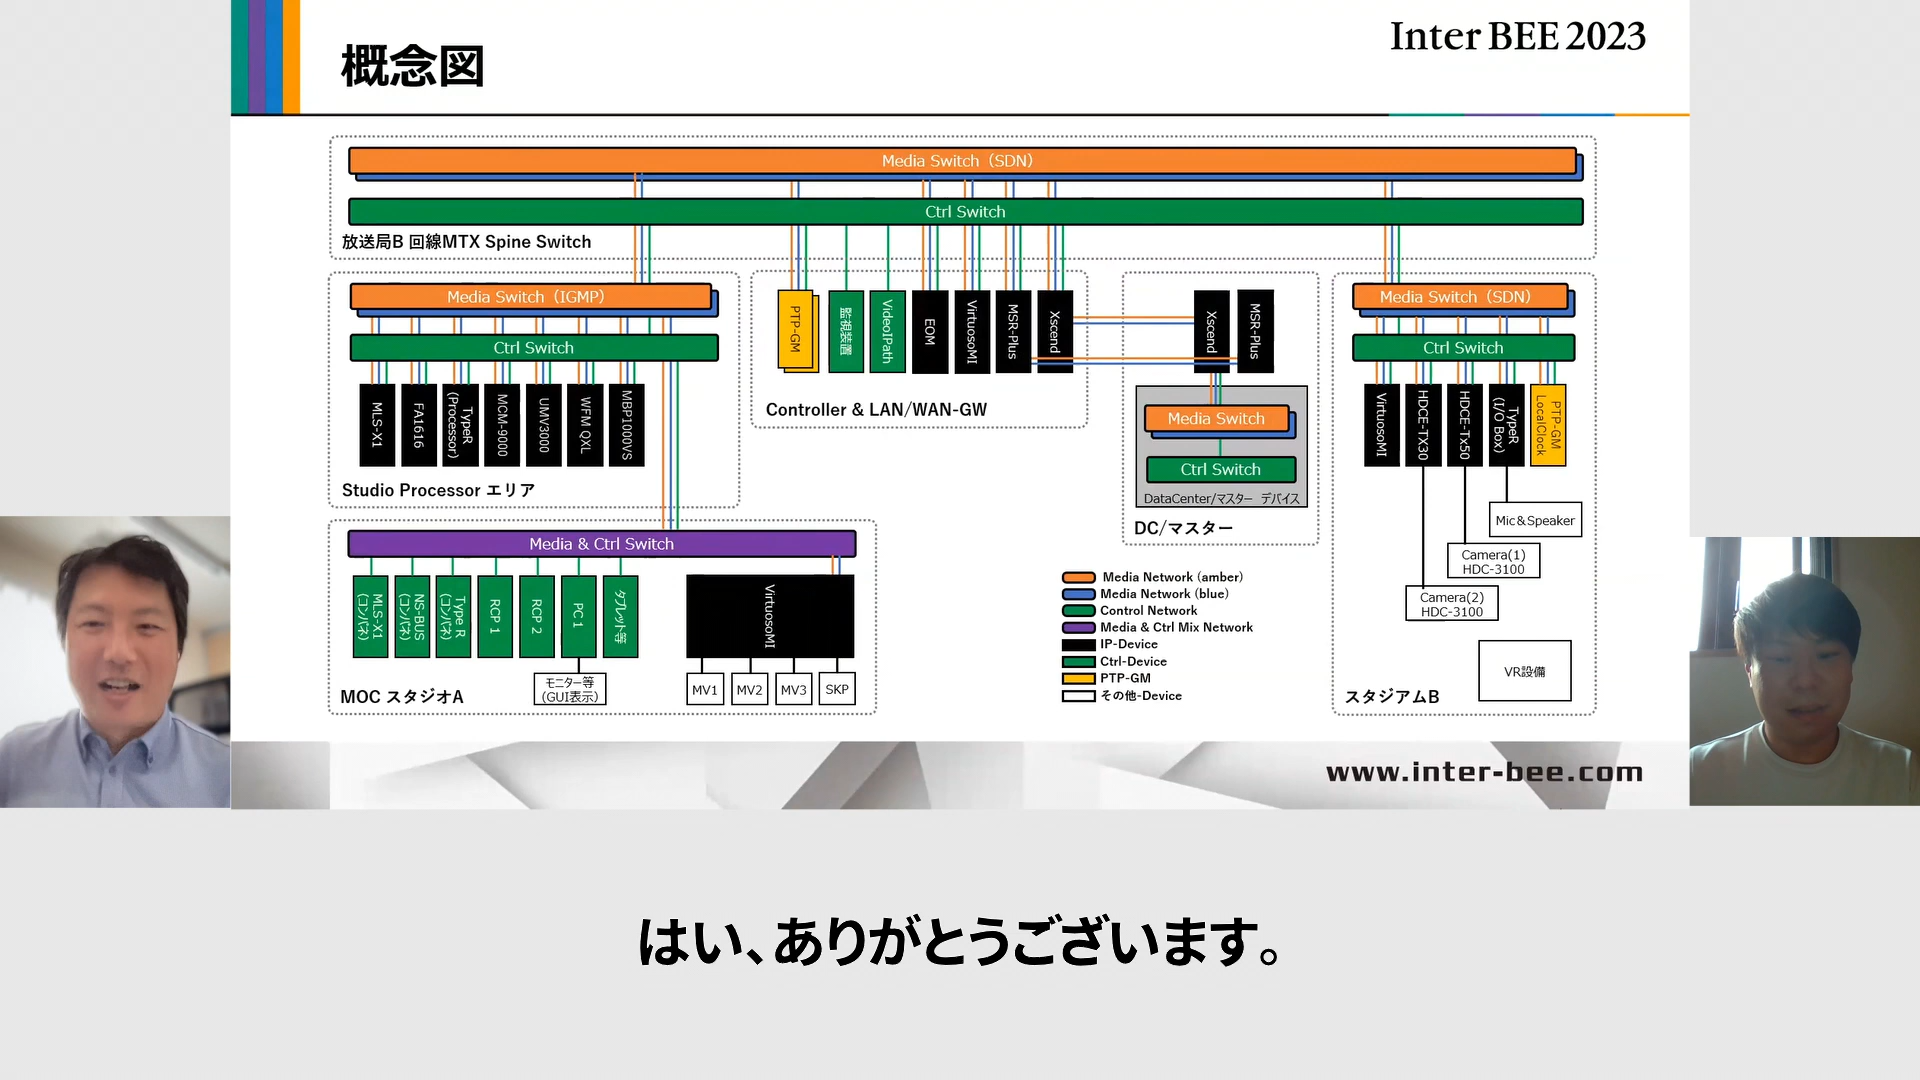 Inter BEE 2023
概念図
Media Switch（SDN）
Ctrl Switch
放送局B 回線MTX Spine Switch
Media Switch（IGMP）
Ctrl Switch
MLS-X1
FA1616
TypeR
(Processor)
MCM-9000
UMV3000
WFM QXL
MBP1000VS
Studio Processor エリア
PTP-GM
監視装置
VideoIPath
EOM
VirtuosoMI
MSR-Plus
Xscend
Controller & LAN/WAN-GW
Xscend
MSR-Plus
Media Switch
Ctrl Switch
DataCenter/マスター デバイス
DC/マスター
Media Switch（SDN）
Ctrl Switch
VirtuosoMI
HDCE-TX30
HDCE-Tx50
TypeR
(I/O Box)
PTP-GM
LocalClock
Mic＆Speaker
Camera(1)
HDC-3100
Camera(2)
HDC-3100
VR設備
スタジアムB
Media & Ctrl Switch
MLS-X1
(コンパネ)
NS-BUS
(コンパネ)
Type R
(コンパネ)
RCP 1
RCP 2
PC 1
タブレット等
VirtuosoMI
モニター等
(GUI表示)
MV1
MV2
MV3
SKP
MOC スタジオA
Media Network (amber)
Media Network (blue)
Control Network
Media & Ctrl Mix Network
IP-Device
Ctrl-Device
PTP-GM
その他-Device
www.inter-bee.com
はい、ありがとうございます。